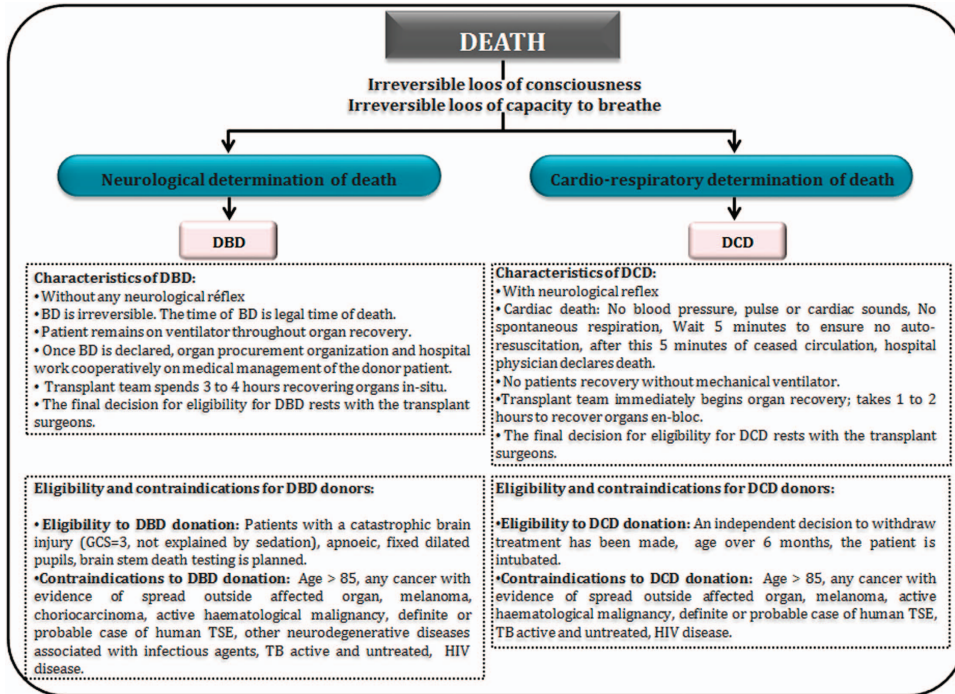 DEATH
Irreversible loos of consciousness
Irreversible loos of capacity to breathe
Neurological determination of death
DBD
Characteristics of DBD:
• Without any neurological réflex
• BD is irreversible. The time of BD is legal time of death.
• Patient remains on ventilator throughout organ recovery.
• Once BD is declared, organ procurement organization and hospital
work cooperatively on medical management of the donor patient.
• Transplant team spends 3 to 4 hours recovering organs in-situ.
• The final decision for eligibility for DBD rests with the transplant
surgeons.
Eligibility and contraindications for DBD donors:
• Eligibility to DBD donation: Patients with a catastrophic brain
injury (GCS=3, not explained by sedation), apnoeic, fixed dilated
pupils, brain stem death testing is planned.
•Contraindications to DBD donation: Age > 85, any cancer with
evidence of spread outside affected organ, melanoma,
choriocarcinoma, active haematological malignancy, definite or
probable case of human TSE, other neurodegenerative diseases
associated with infectious agents, TB active and untreated, HIV
disease.
Cardio-respiratory determination of death
DCD
Characteristics of DCD:
• With neurological reflex
• Cardiac death: No blood pressure, pulse or cardiac sounds, No
spontaneous respiration, Wait 5 minutes to ensure no auto-
resuscitation, after this 5 minutes of ceased circulation, hospital
physician declares death.
• No patients recovery without mechanical ventilator.
•Transplant team immediately begins organ recovery; takes 1 to 2
hours to recover organs en-bloc.
• The final decision for eligibility for DCD rests with the transplant
surgeons.
Eligibility and contraindications for DCD donors:
•Eligibility to DCD donation: An independent decision to withdraw
treatment has been made, age over 6 months, the patient is
intubated.
•Contraindications to DCD donation: Age > 85, any cancer with
evidence of spread outside affected organ, melanoma, active
haematological malignancy, definite or probable case of human TSE,
TB active and untreated, HIV disease.